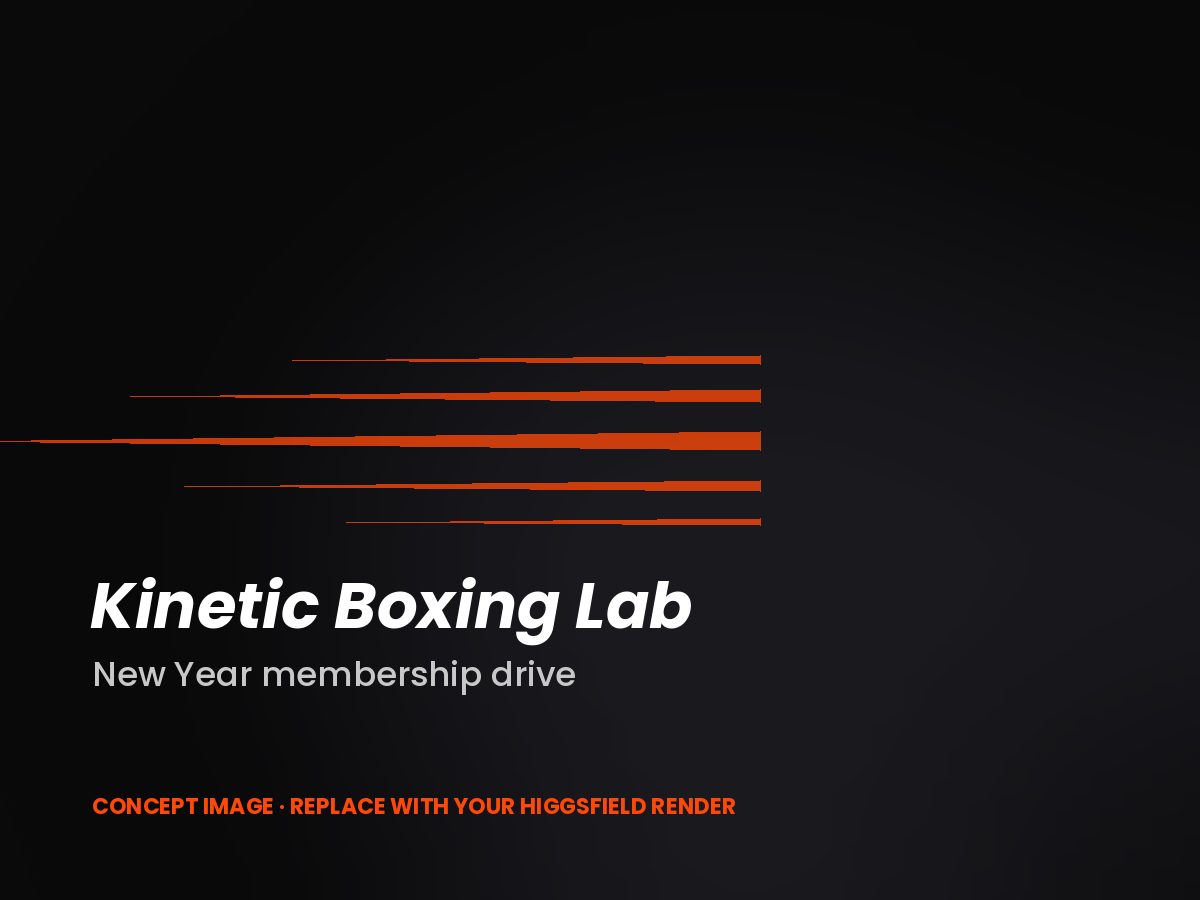 Kinetic Boxing Lab
New Year membership drive
CONCEPT IMAGE · REPLACE WITH YOUR HIGGSFIELD RENDER